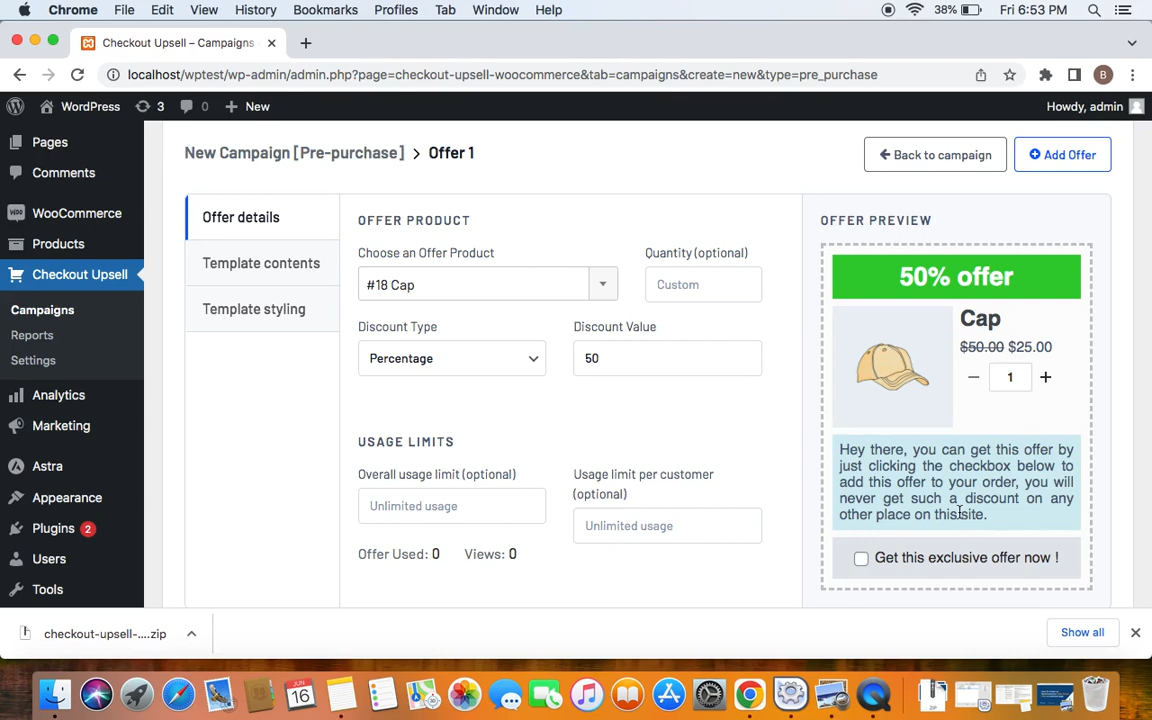 Chrome File Edit View History Bookmarks Profiles Tab Window Help 38% Fri 6:53 PM
Checkout Upsell – Campaigns
localhost/wptest/wp-admin/admin.php?page=checkout-upsell-woocommerce&tab=campaigns&create=new&type=pre_purchase B
WordPress 3 0 New Howdy, admin
Pages
Comments
WooCommerce
Products
Checkout Upsell
Campaigns
Reports
Settings
Analytics
Marketing
Astra
Appearance
Plugins 2
Users
Tools
New Campaign [Pre-purchase] > Offer 1
Back to campaign
Add Offer
Offer details
Template contents
Template styling
OFFER PRODUCT
Choose an Offer Product Quantity (optional)
#18 Cap Custom
Discount Type Discount Value
Percentage 50
USAGE LIMITS
Overall usage limit (optional) Usage limit per customer
(optional)
Unlimited usage
Unlimited usage
Offer Used: 0 Views: 0
OFFER PREVIEW
50% offer
Cap
$50.00 $25.00
1
Hey there, you can get this offer by
just clicking the checkbox below to
add this offer to your order, you will
never get such a discount on any
other place on this site.
Get this exclusive offer now !
checkout-upsell-....zip
Show all
JUN
16
ZIP